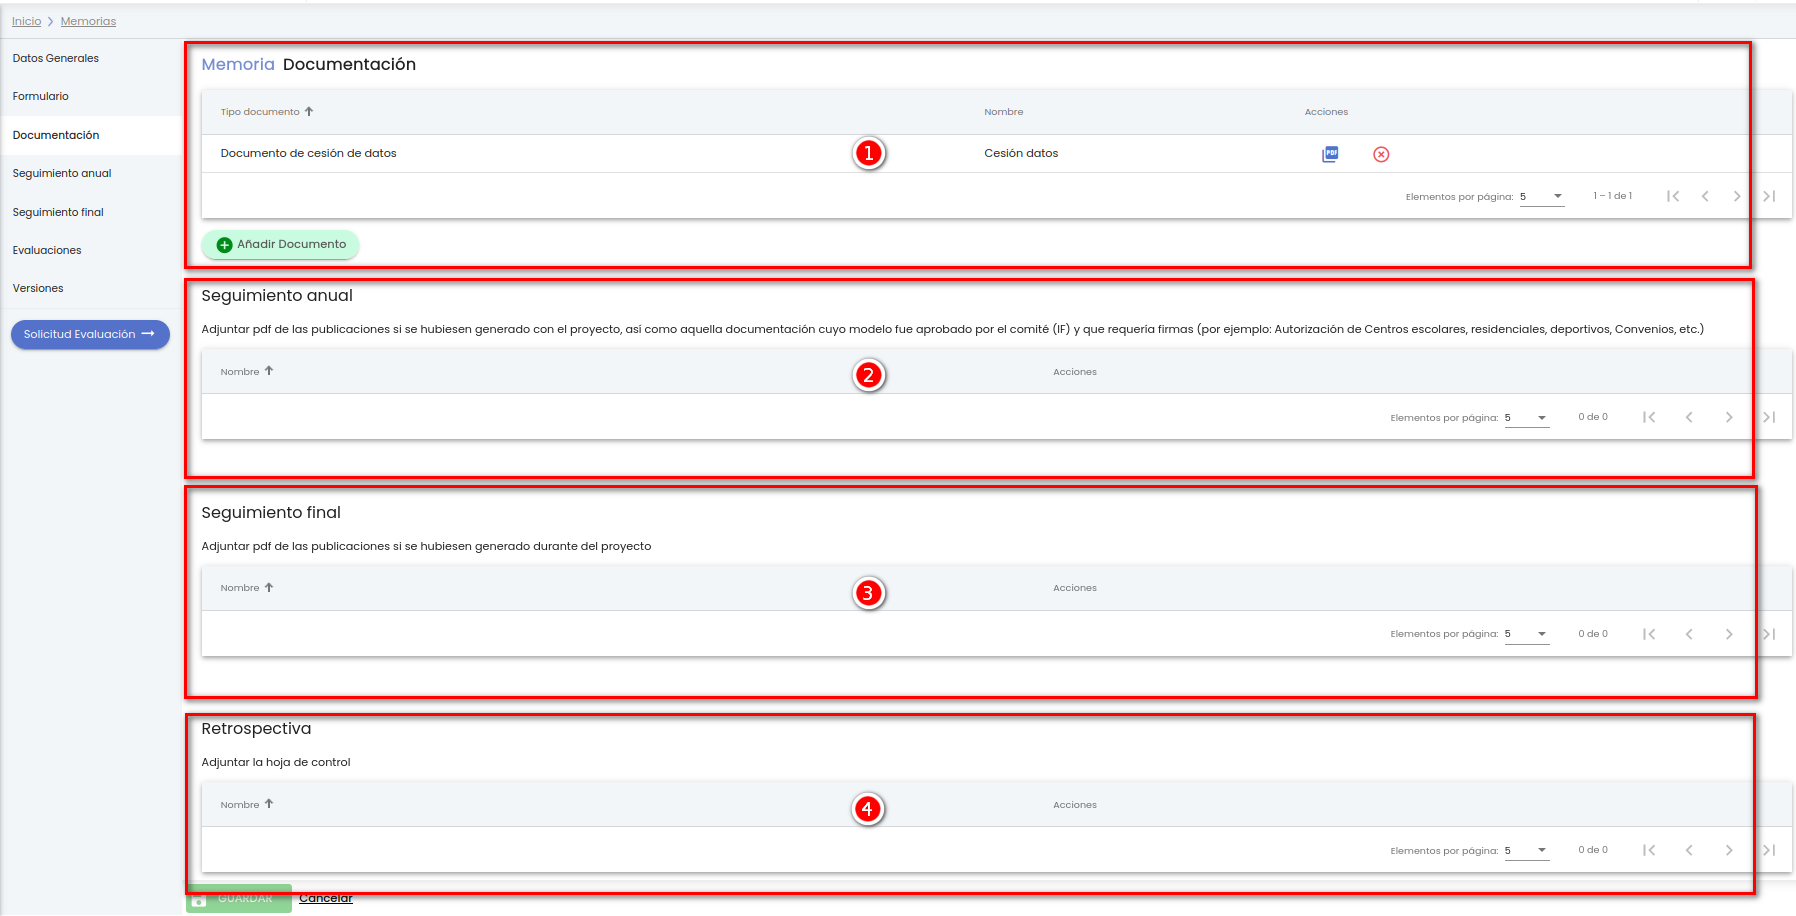 Inicio > Memorias
Datos Generales
Formulario
Documentación
Seguimiento anual
Seguimiento final
Evaluaciones
Versiones
Solicitud Evaluación →
Memoria Documentación
Tipo documento ↑ Nombre Acciones
Documento de cesión de datos 1 Cesión datos PDF
Elementos por página: 5 1 – 1 de 1
Añadir Documento
Seguimiento anual
Adjuntar pdf de las publicaciones si se hubiesen generado con el proyecto, así como aquella documentación cuyo modelo fue aprobado por el comité (IF) y que requería firmas (por ejemplo: Autorización de Centros escolares, residenciales, deportivos, Convenios, etc.)
Nombre ↑ 2 Acciones
Elementos por página: 5 0 de 0
Seguimiento final
Adjuntar pdf de las publicaciones si se hubiesen generado durante del proyecto
Nombre ↑ 3 Acciones
Elementos por página: 5 0 de 0
Retrospectiva
Adjuntar la hoja de control
Nombre ↑ 4 Acciones
Elementos por página: 5 0 de 0
GUARDAR Cancelar